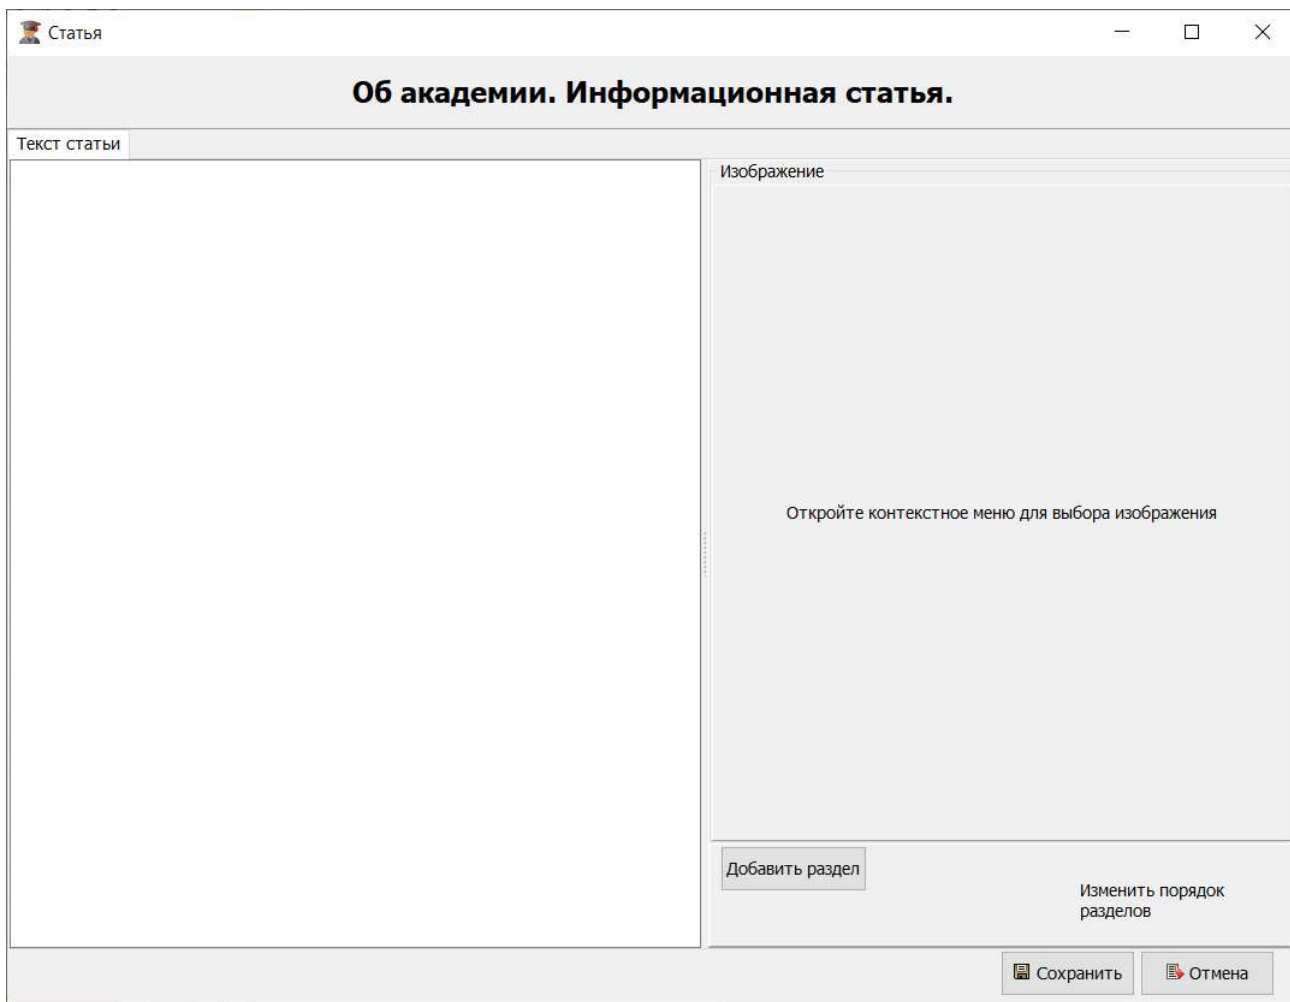 Статья
Об академии. Информационная статья.
Текст статьи
Изображение
Откройте контекстное меню для выбора изображения
Добавить раздел
Изменить порядок
разделов
Сохранить
Отмена